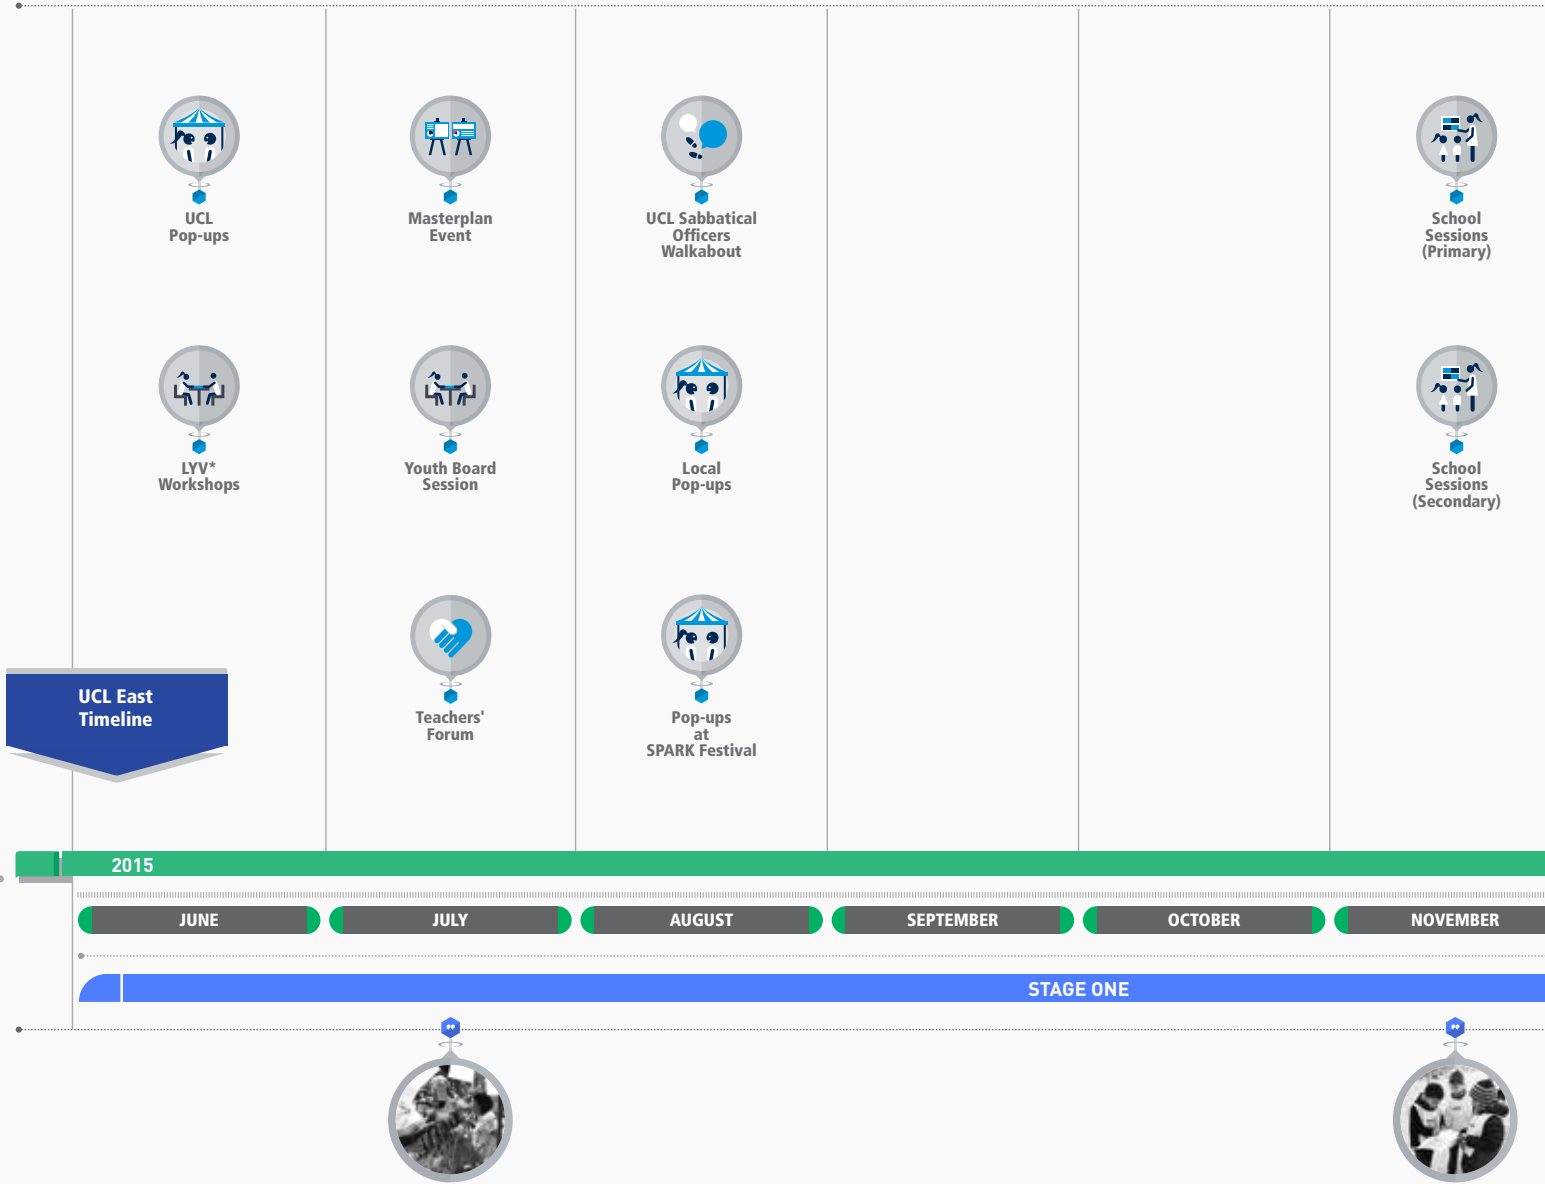 UCL
Pop-ups
Masterplan
Event
UCL Sabbatical
Officers
Walkabout
School
Sessions
(Primary)
LYV*
Workshops
Youth Board
Session
Local
Pop-ups
School
Sessions
(Secondary)
Teachers'
Forum
Pop-ups
at
SPARK Festival
UCL East
Timeline
2015
JUNE
JULY
AUGUST
SEPTEMBER
OCTOBER
NOVEMBER
STAGE ONE